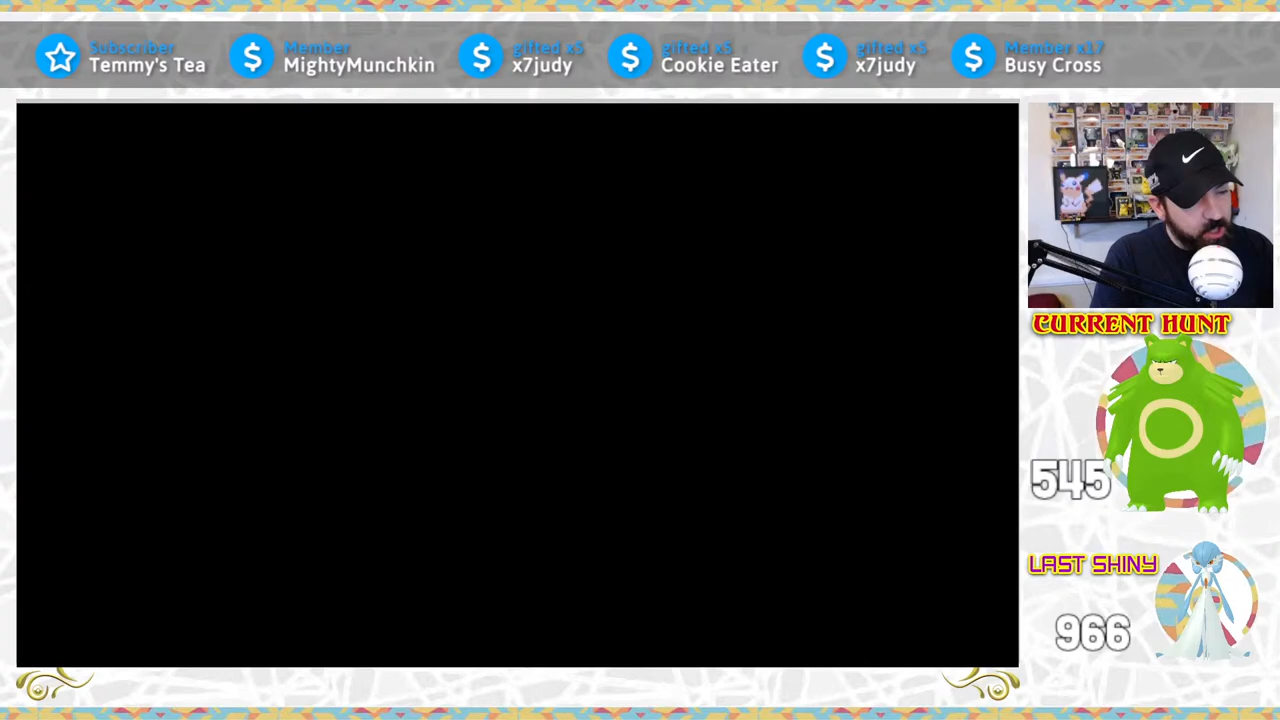 Subscriber
Temmy's Tea
Member
MightyMunchkin
gifted x5
x7judy
gifted x5
Cookie Eater
gifted x5
x7judy
Member x17
Busy Cross
CURRENT HUNT
545
LAST SHINY
966